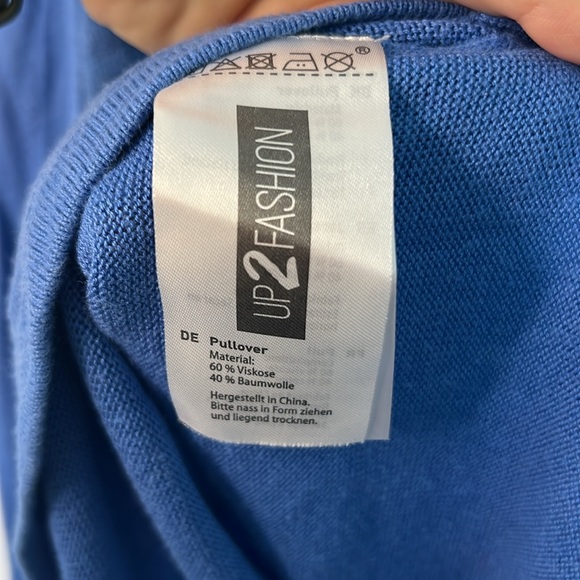 ®
UP2FASHION
DE Pullover
Material:
60 % Viskose
40 % Baumwolle
Hergestellt in China.
Bitte nass in Form ziehen
und liegend trocknen.